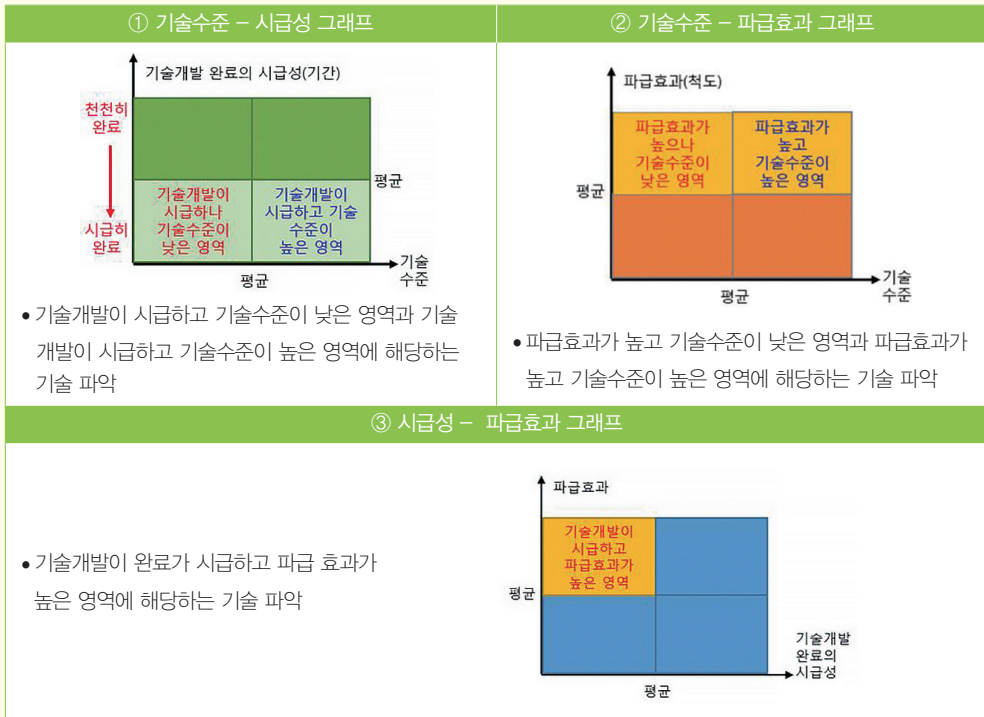 ① 기술수준 – 시급성 그래프
기술개발 완료의 시급성(기간)
천천히
완료
시급히
완료
기술개발이
시급하나
기술수준이
낮은 영역
기술개발이
시급하고 기술
수준이
높은 영역
평균
평균
기술
수준
• 기술개발이 시급하고 기술수준이 낮은 영역과 기술
개발이 시급하고 기술수준이 높은 영역에 해당하는
기술 파악
② 기술수준 – 파급효과 그래프
파급효과(척도)
파급효과가
높으나
기술수준이
낮은 영역
파급효과가
높고
기술수준이
높은 영역
평균
평균
기술
수준
• 파급효과가 높고 기술수준이 낮은 영역과 파급효과가
높고 기술수준이 높은 영역에 해당하는 기술 파악
③ 시급성 – 파급효과 그래프
• 기술개발이 완료가 시급하고 파급 효과가
높은 영역에 해당하는 기술 파악
파급효과
기술개발이
시급하고
파급효과가
높은 영역
평균
평균
기술개발
완료의
시급성